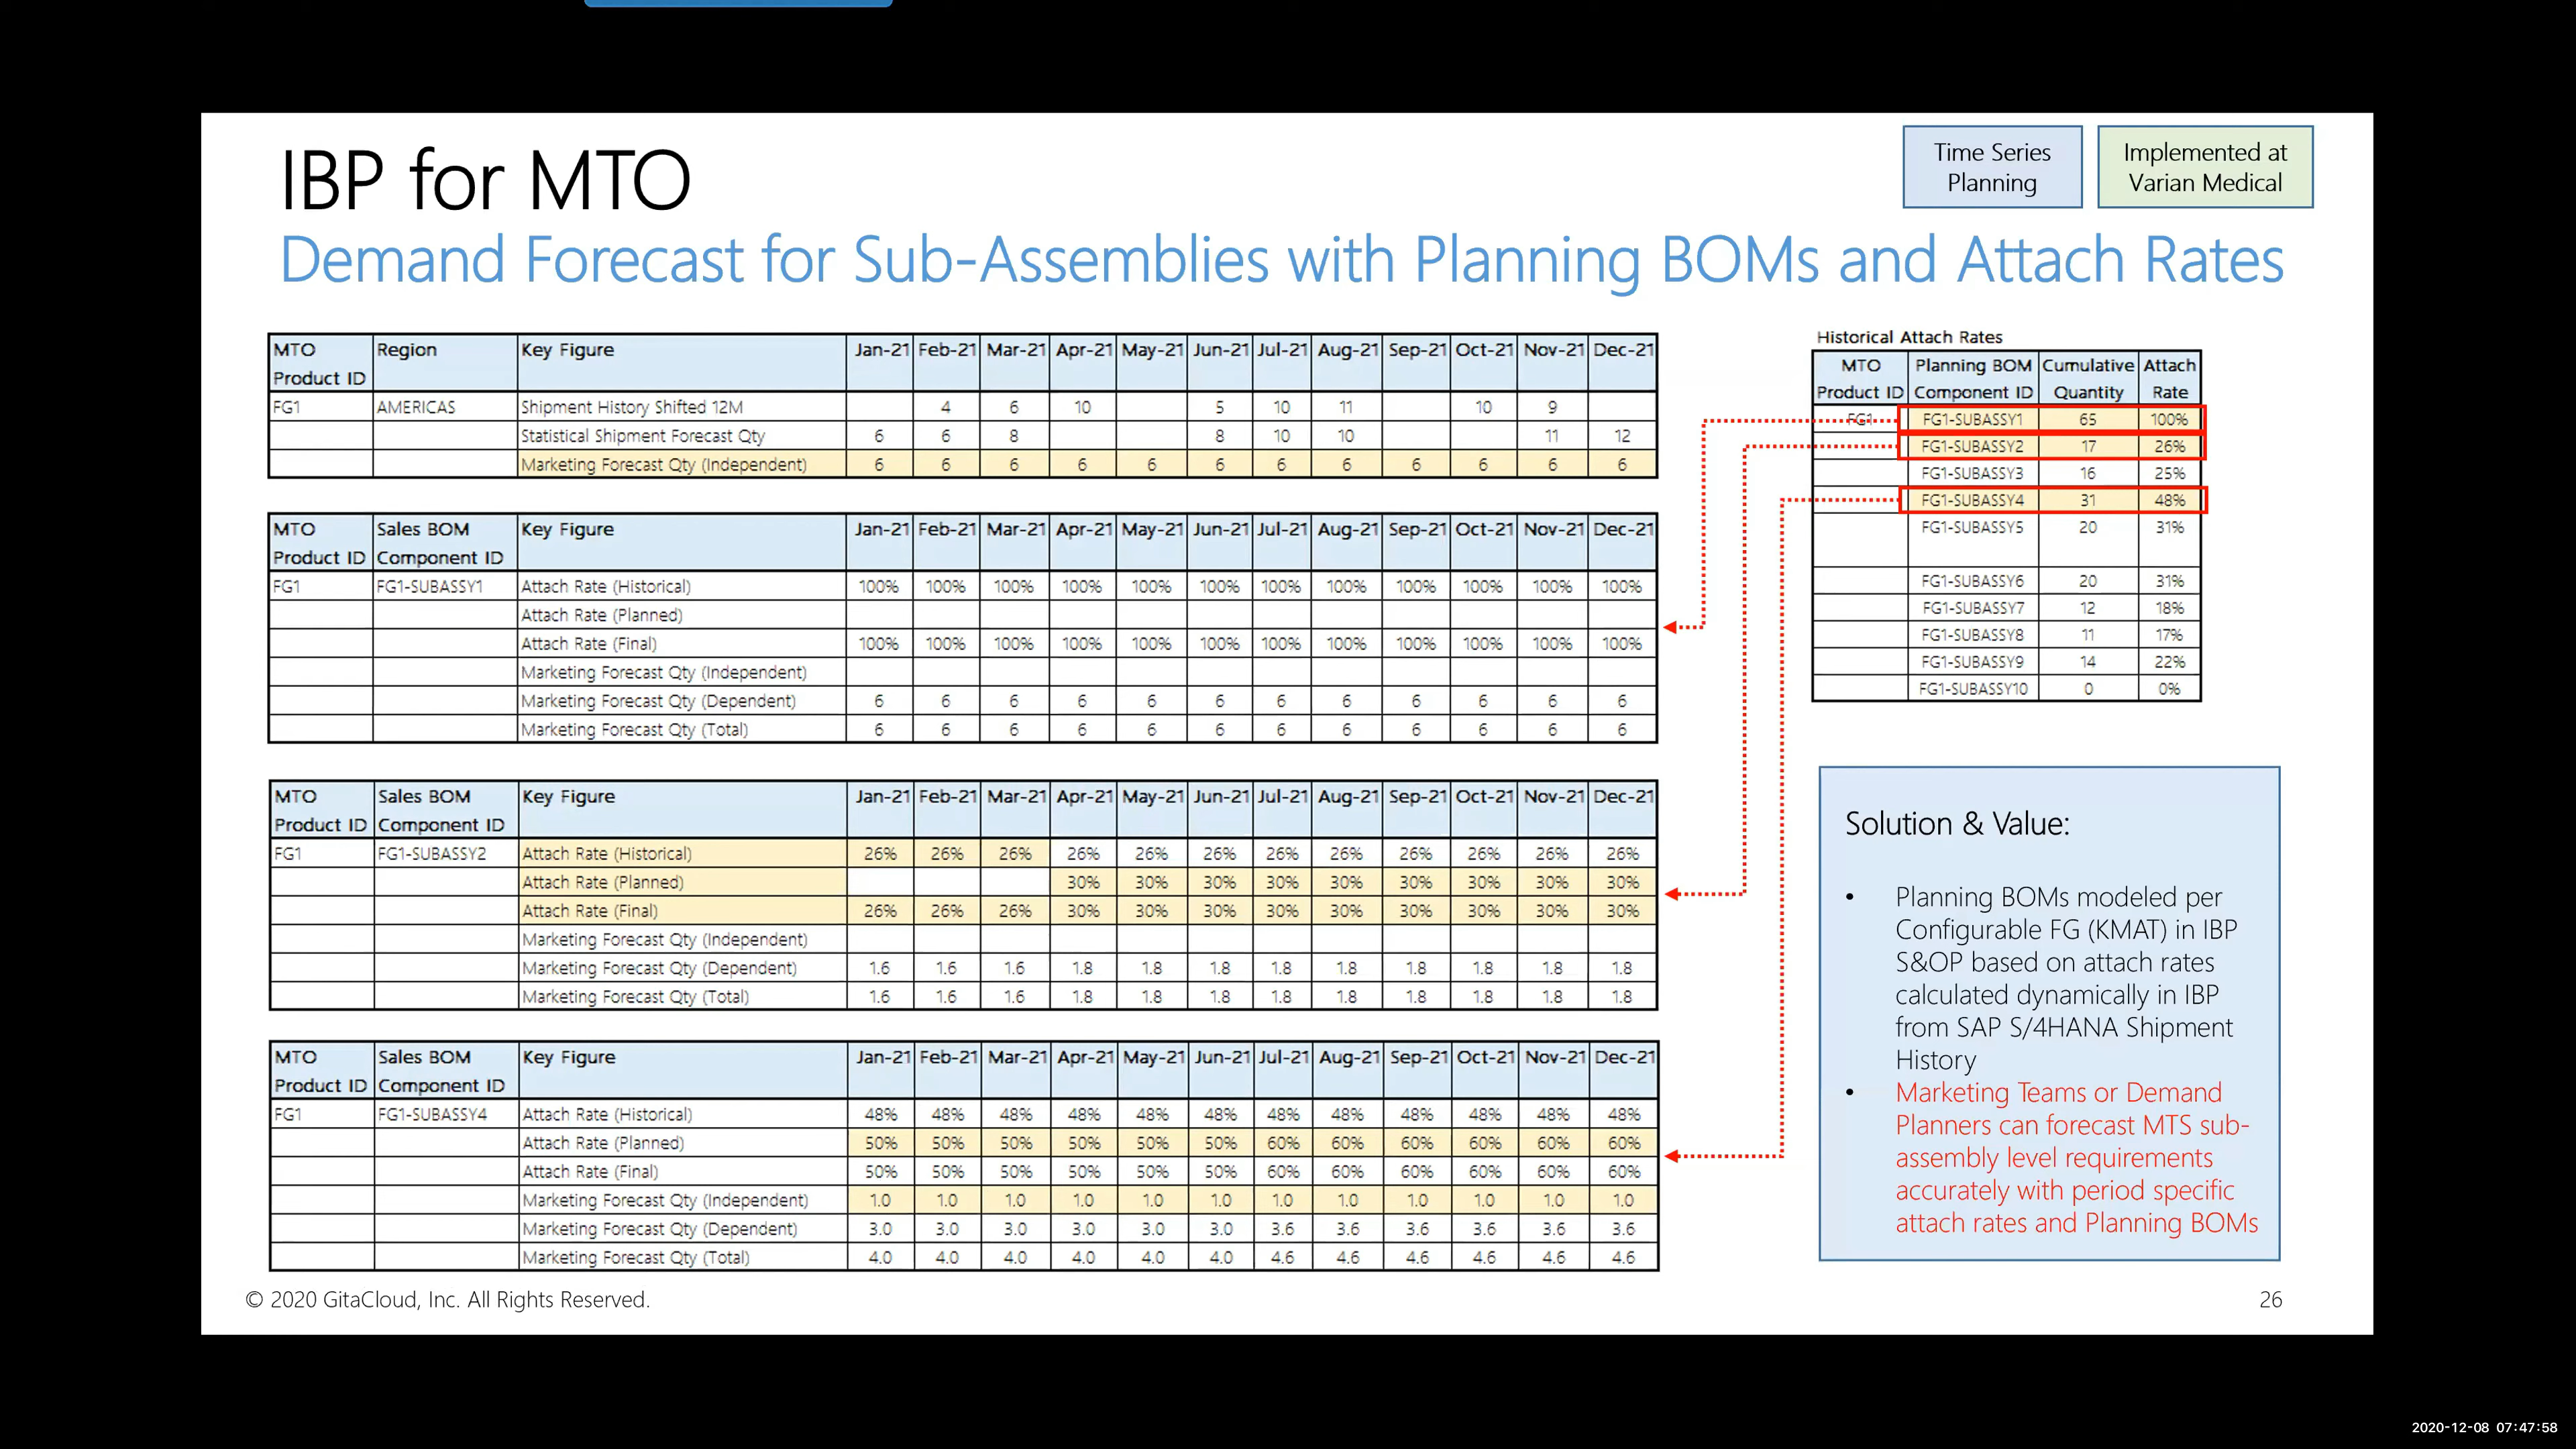 IBP for MTO
Demand Forecast for Sub-Assemblies with Planning BOMs and Attach Rates
Time Series
Planning
Implemented at
Varian Medical
MTO Region Key Figure Jan-21 Feb-21 Mar-21 Apr-21 May-21 Jun-21 Jul-21 Aug-21 Sep-21 Oct-21 Nov-21 Dec-21
Product ID
FG1 AMERICAS Shipment History Shifted 12M 4 6 10 5 10 11 10 9
Statistical Shipment Forecast Qty 6 6 8 8 10 10 11 12
Marketing Forecast Qty (Independent) 6 6 6 6 6 6 6 6 6 6 6 6
MTO Sales BOM Key Figure Jan-21 Feb-21 Mar-21 Apr-21 May-21 Jun-21 Jul-21 Aug-21 Sep-21 Oct-21 Nov-21 Dec-21
Product ID Component ID
FG1 FG1-SUBASSY1 Attach Rate (Historical) 100% 100% 100% 100% 100% 100% 100% 100% 100% 100% 100% 100%
Attach Rate (Planned)
Attach Rate (Final) 100% 100% 100% 100% 100% 100% 100% 100% 100% 100% 100% 100%
Marketing Forecast Qty (Independent)
Marketing Forecast Qty (Dependent) 6 6 6 6 6 6 6 6 6 6 6 6
Marketing Forecast Qty (Total) 6 6 6 6 6 6 6 6 6 6 6 6
MTO Sales BOM Key Figure Jan-21 Feb-21 Mar-21 Apr-21 May-21 Jun-21 Jul-21 Aug-21 Sep-21 Oct-21 Nov-21 Dec-21
Product ID Component ID
FG1 FG1-SUBASSY2 Attach Rate (Historical) 26% 26% 26% 26% 26% 26% 26% 26% 26% 26% 26% 26%
Attach Rate (Planned) 30% 30% 30% 30% 30% 30% 30% 30% 30%
Attach Rate (Final) 26% 26% 26% 30% 30% 30% 30% 30% 30% 30% 30% 30%
Marketing Forecast Qty (Independent)
Marketing Forecast Qty (Dependent) 1.6 1.6 1.6 1.8 1.8 1.8 1.8 1.8 1.8 1.8 1.8 1.8
Marketing Forecast Qty (Total) 1.6 1.6 1.6 1.8 1.8 1.8 1.8 1.8 1.8 1.8 1.8 1.8
MTO Sales BOM Key Figure Jan-21 Feb-21 Mar-21 Apr-21 May-21 Jun-21 Jul-21 Aug-21 Sep-21 Oct-21 Nov-21 Dec-21
Product ID Component ID
FG1 FG1-SUBASSY4 Attach Rate (Historical) 48% 48% 48% 48% 48% 48% 48% 48% 48% 48% 48% 48%
Attach Rate (Planned) 50% 50% 50% 50% 50% 50% 60% 60% 60% 60% 60% 60%
Attach Rate (Final) 50% 50% 50% 50% 50% 50% 60% 60% 60% 60% 60% 60%
Marketing Forecast Qty (Independent) 1.0 1.0 1.0 1.0 1.0 1.0 1.0 1.0 1.0 1.0 1.0 1.0
Marketing Forecast Qty (Dependent) 3.0 3.0 3.0 3.0 3.0 3.0 3.6 3.6 3.6 3.6 3.6 3.6
Marketing Forecast Qty (Total) 4.0 4.0 4.0 4.0 4.0 4.0 4.6 4.6 4.6 4.6 4.6 4.6
Historical Attach Rates
MTO Planning BOM Cumulative Attach
Product ID Component ID Quantity Rate
FG1 FG1-SUBASSY1 65 100%
FG1-SUBASSY2 17 26%
FG1-SUBASSY3 16 25%
FG1-SUBASSY4 31 48%
FG1-SUBASSY5 20 31%
FG1-SUBASSY6 20 31%
FG1-SUBASSY7 12 18%
FG1-SUBASSY8 11 17%
FG1-SUBASSY9 14 22%
FG1-SUBASSY10 0 0%
Solution & Value:
• Planning BOMs modeled per
Configurable FG (KMAT) in IBP
S&OP based on attach rates
calculated dynamically in IBP
from SAP S/4HANA Shipment
History
• Marketing Teams or Demand
Planners can forecast MTS sub-
assembly level requirements
accurately with period specific
attach rates and Planning BOMs
© 2020 GitaCloud, Inc. All Rights Reserved.
26
2020-12-08 07:47:58